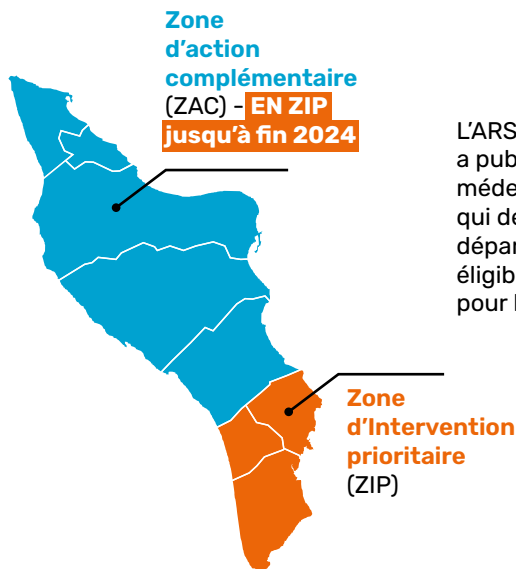 Zone
d'action
complémentaire
(ZAC) - EN ZIP
jusqu'à fin 2024
L'ARS
a pub
méde
qui de
dépar
éligib
pour l
Zone
d'Intervention
prioritaire
(ZIP)